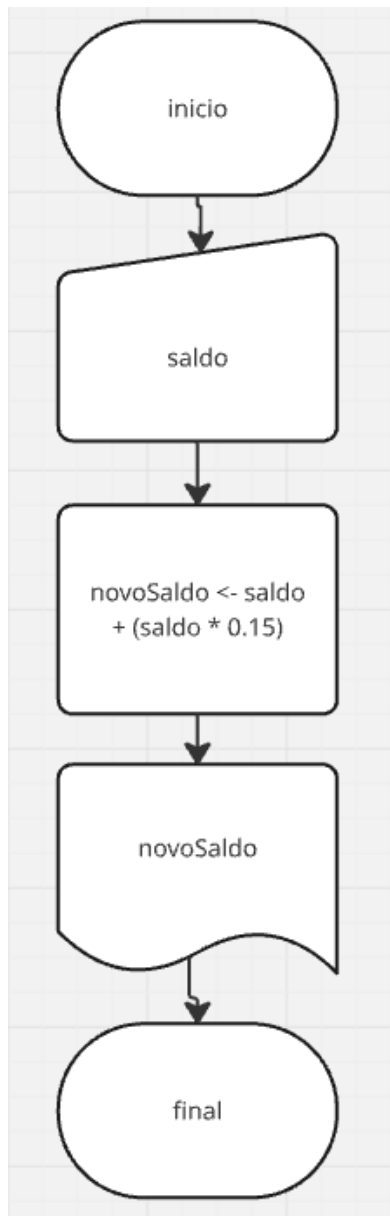 inicio
saldo
novoSaldo <- saldo
+ (saldo * 0.15)
novoSaldo
final